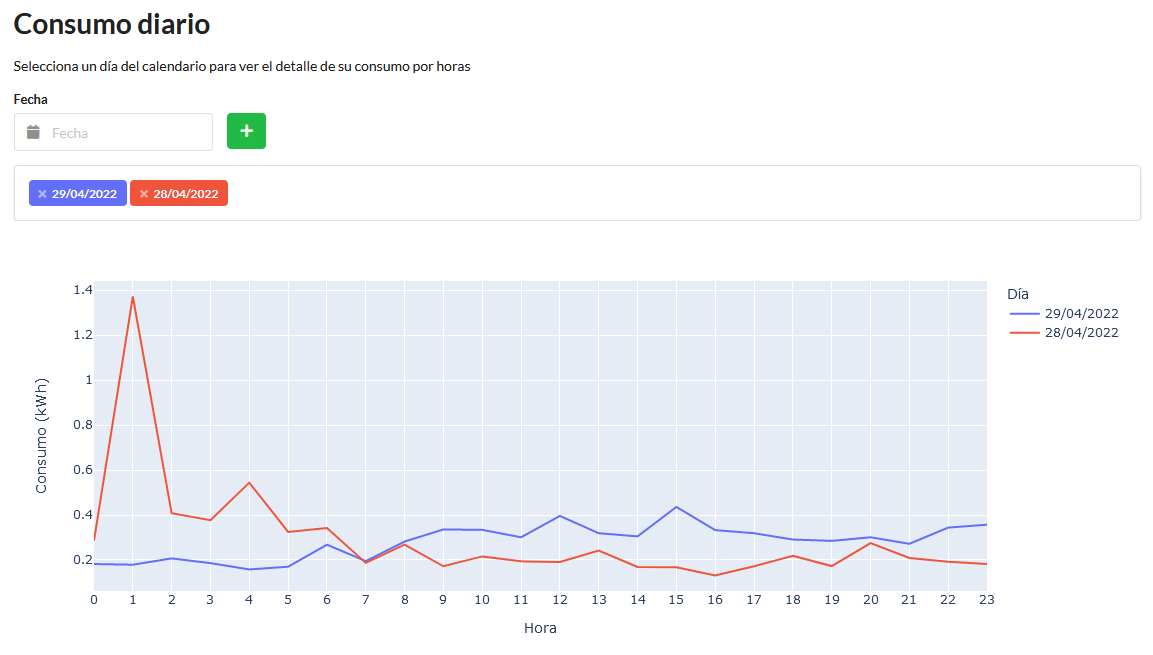 Consumo diario
Selecciona un día del calendario para ver el detalle de su consumo por horas
Fecha
Fecha
+
× 29/04/2022 × 28/04/2022
Día
29/04/2022
28/04/2022
Consumo (kWh)
1.4
1.2
1
0.8
0.6
0.4
0.2
0 1 2 3 4 5 6 7 8 9 10 11 12 13 14 15 16 17 18 19 20 21 22 23
Hora